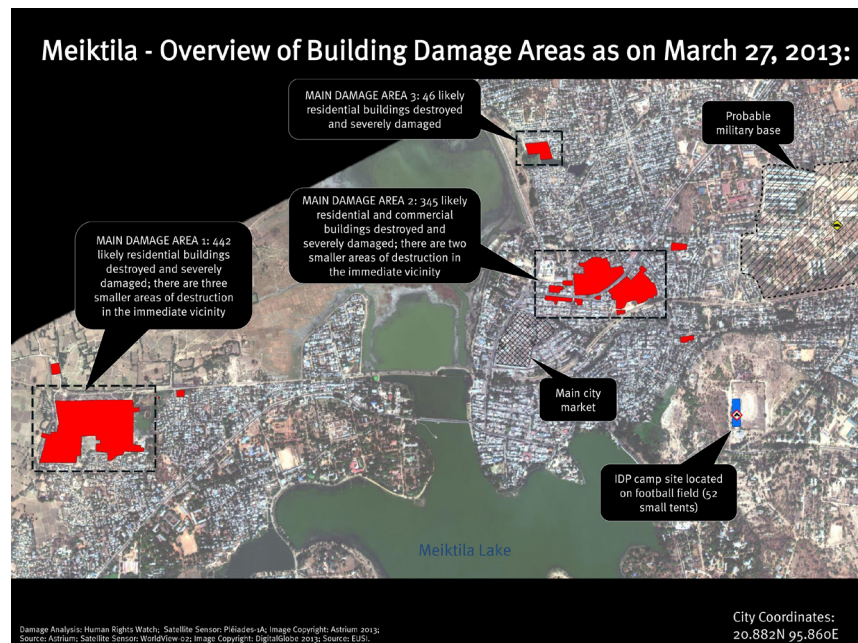 Meiktila - Overview of Building Damage Areas as on March 27, 2013:
MAIN DAMAGE AREA 3: 46 likely
residential buildings destroyed
and severely damaged
Probable
military base
MAIN DAMAGE AREA 2: 345 likely
residential and commercial
buildings destroyed and
severely damaged; there are two
smaller areas of destruction in
the immediate vicinity
MAIN DAMAGE AREA 1: 442
likely residential buildings
destroyed and severely
damaged; there are three
smaller areas of destruction
in the immediate vicinity
Main city
market
IDP camp site located
on football field (52
small tents)
Meiktila Lake
Damage Analysis: Human Rights Watch; Satellite Sensor: Pléiades-1A; Image Copyright: Astrium 2013;
Source: Astrium; Satellite Sensor: WorldView-02; Image Copyright: DigitalGlobe 2013; Source: EUSI.
City Coordinates:
20.882N 95.860E